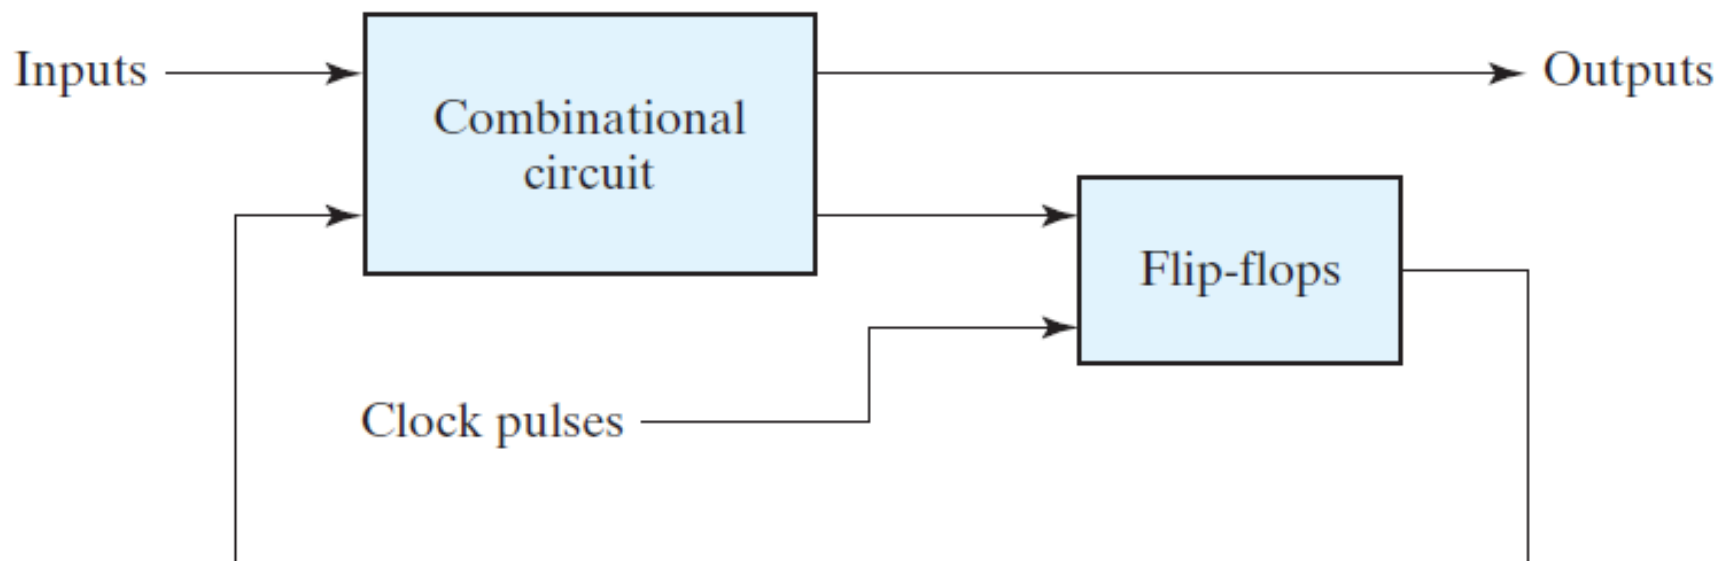 Inputs
Outputs
Combinational
circuit
Flip-flops
Clock pulses